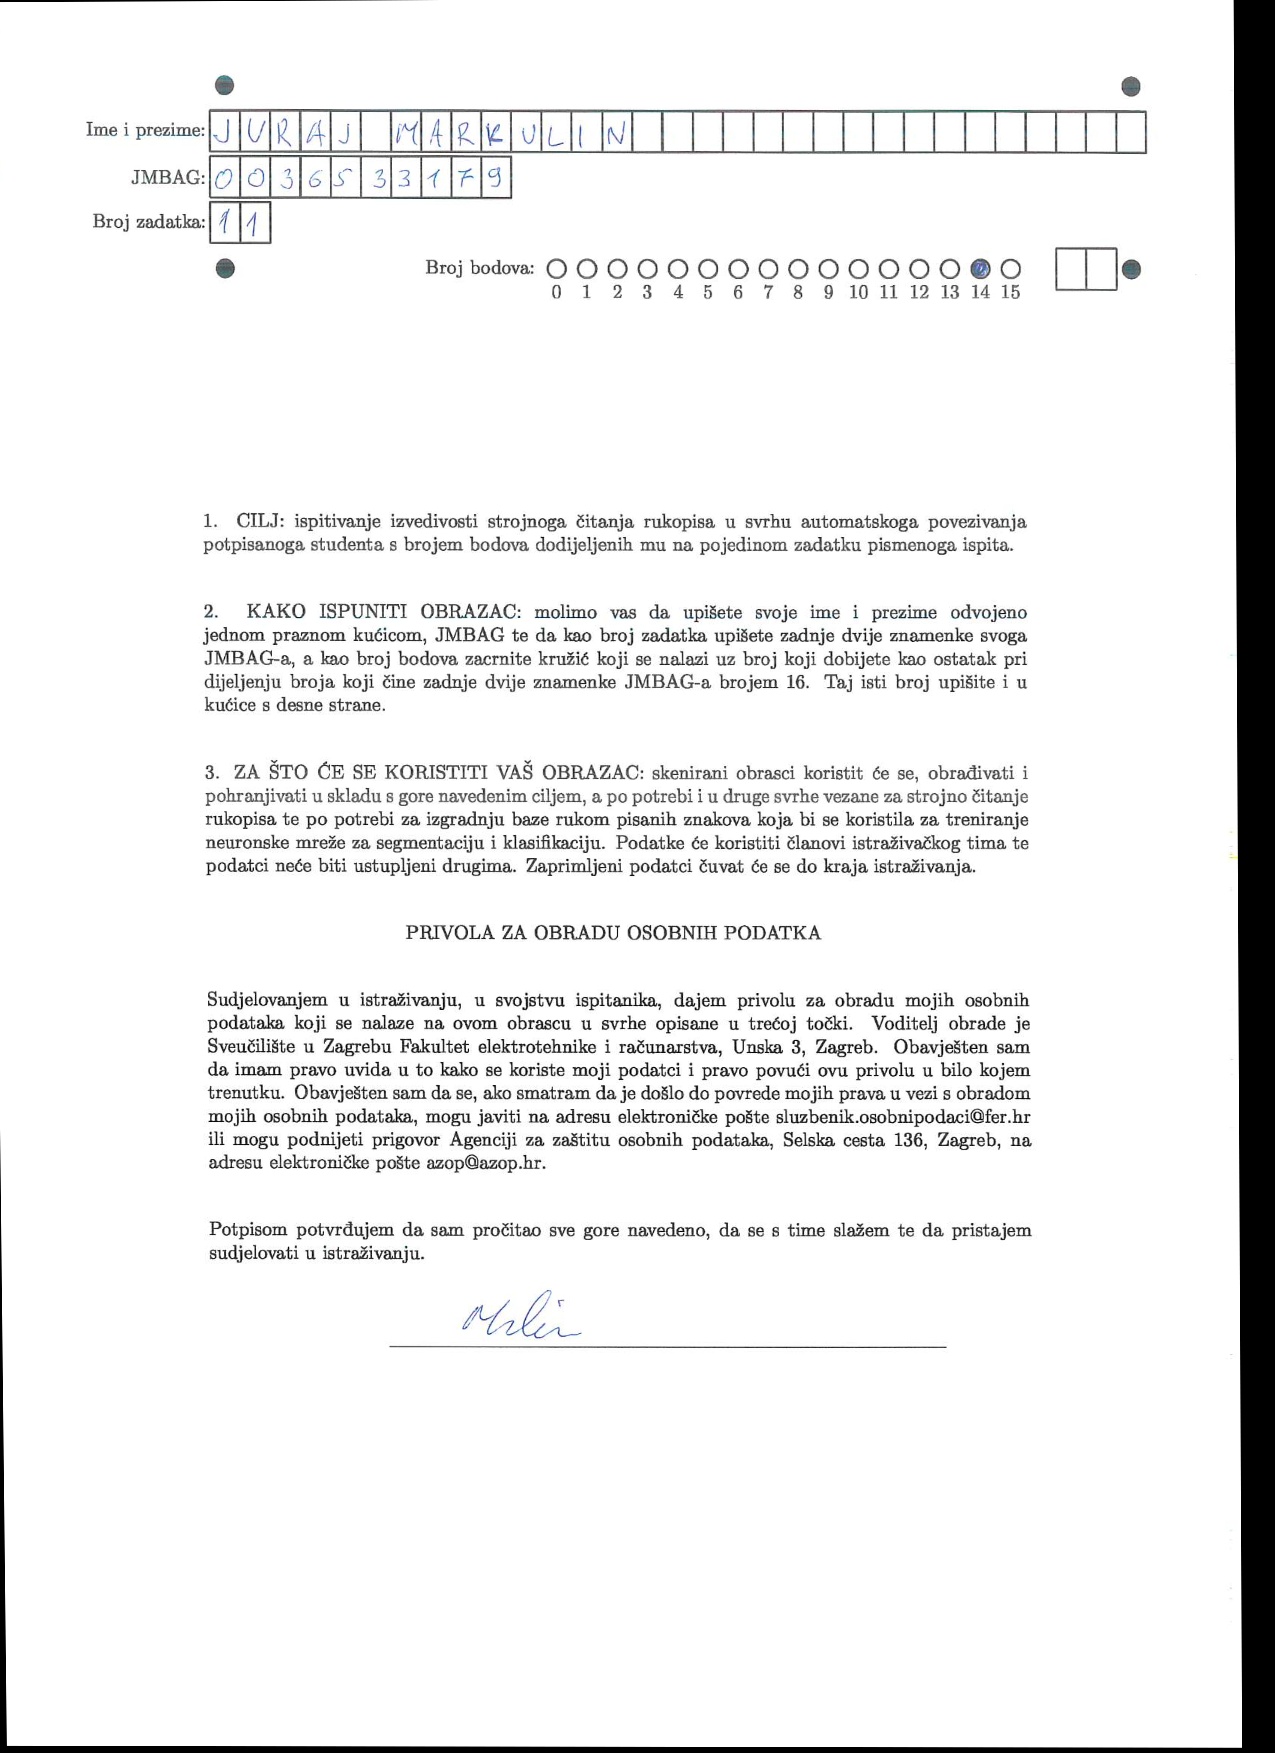 Ime i prezime: JURAJ MARKULIN
JMBAG: 0036533179
Broj zadatka: 11
Broj bodova:
0 1 2 3 4 5 6 7 8 9 10 11 12 13 14 15
1. CILJ: ispitivanje izvedivosti strojnoga čitanja rukopisa u svrhu automatskoga povezivanja
potpisanoga studenta s brojem bodova dodijeljenih mu na pojedinom zadatku pismenoga ispita.
2. KAKO ISPUNITI OBRAZAC: molimo vas da upišete svoje ime i prezime odvojeno
jednom praznom kućicom, JMBAG te da kao broj zadatka upišete zadnje dvije znamenke svoga
JMBAG-a, a kao broj bodova zacrnite kružić koji se nalazi uz broj koji dobijete kao ostatak pri
dijeljenju broja koji čine zadnje dvije znamenke JMBAG-a brojem 16. Taj isti broj upišite i u
kućice s desne strane.
3. ZA ŠTO ĆE SE KORISTITI VAŠ OBRAZAC: skenirani obrasci koristit će se, obrađivati i
pohranjivati u skladu s gore navedenim ciljem, a po potrebi i u druge svrhe vezane za strojno čitanje
rukopisa te po potrebi za izgradnju baze rukom pisanih znakova koja bi se koristila za treniranje
neuronske mreže za segmentaciju i klasifikaciju. Podatke će koristiti članovi istraživačkog tima te
podatci neće biti ustupljeni drugima. Zaprimljeni podatci čuvat će se do kraja istraživanja.
PRIVOLA ZA OBRADU OSOBNIH PODATKA
Sudjelovanjem u istraživanju, u svojstvu ispitanika, dajem privolu za obradu mojih osobnih
podataka koji se nalaze na ovom obrascu u svrhe opisane u trećoj točki. Voditelj obrade je
Sveučilište u Zagrebu Fakultet elektrotehnike i računarstva, Unska 3, Zagreb. Obavješten sam
da imam pravo uvida u to kako se koriste moji podatci i pravo povući ovu privolu u bilo kojem
trenutku. Obavješten sam da se, ako smatram da je došlo do povrede mojih prava u vezi s obradom
mojih osobnih podataka, mogu javiti na adresu elektroničke pošte sluzbenik.osobnipodaci@fer.hr
ili mogu podnijeti prigovor Agenciji za zaštitu osobnih podataka, Selska cesta 136, Zagreb, na
adresu elektroničke pošte azop@azop.hr.
Potpisom potvrđujem da sam pročitao sve gore navedeno, da se s time slažem te da pristajem
sudjelovati u istraživanju.